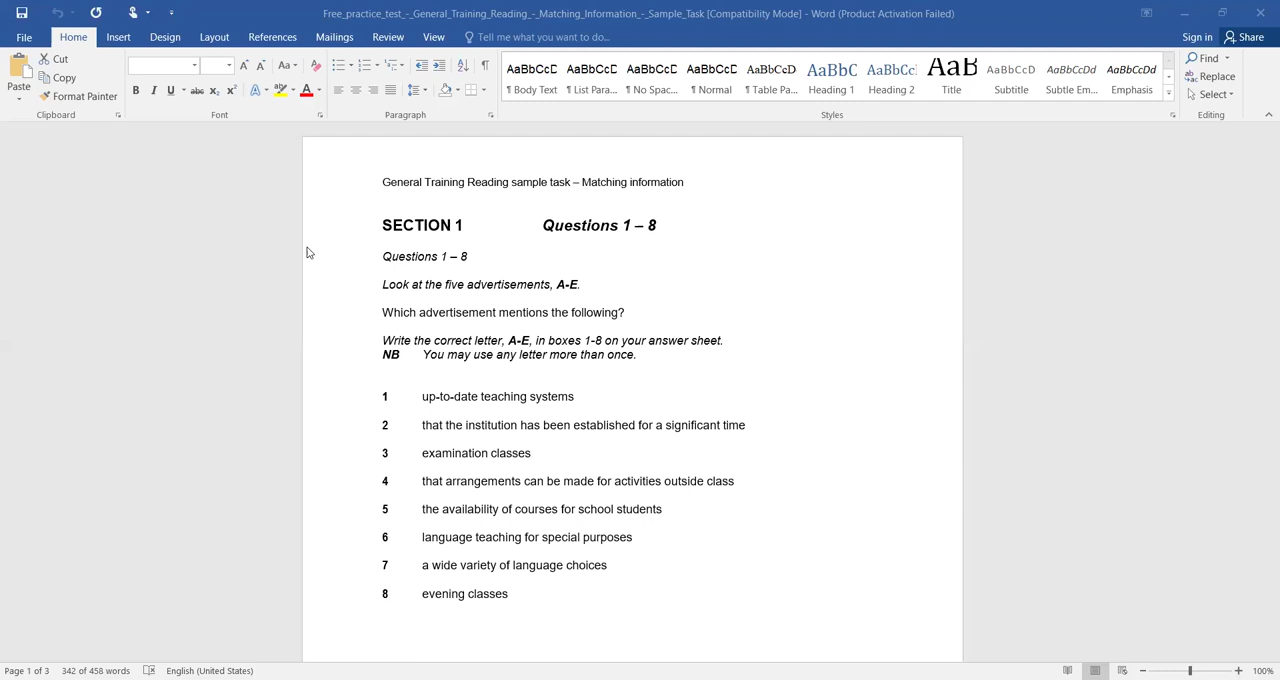 Free_practice_test_-_General_Training_Reading_-_Matching_Information_-_Sample_Task [Compatibility Mode] - Word (Product Activation Failed)
File Home Insert Design Layout References Mailings Review View Tell me what you want to do... Sign in Share
Cut
Copy
Format Painter
Paste
Clipboard
Font
Paragraph
AaBbCcD AaBbCcD AaBbCcD AaBbCcD AaBbCcD AaBbC AaBbCc AaB AaBbCcD AaBbCcDd AaBbCcDd
¶ Body Text ¶ List Para... ¶ No Spac... ¶ Normal ¶ Table Pa... Heading 1 Heading 2 Title Subtitle Subtle Em... Emphasis
Styles
Find
Replace
Select
Editing
General Training Reading sample task – Matching information
SECTION 1 Questions 1 – 8
Questions 1 – 8
Look at the five advertisements, A-E.
Which advertisement mentions the following?
Write the correct letter, A-E, in boxes 1-8 on your answer sheet.
NB You may use any letter more than once.
1 up-to-date teaching systems
2 that the institution has been established for a significant time
3 examination classes
4 that arrangements can be made for activities outside class
5 the availability of courses for school students
6 language teaching for special purposes
7 a wide variety of language choices
8 evening classes
Page 1 of 3 342 of 458 words English (United States) 100%